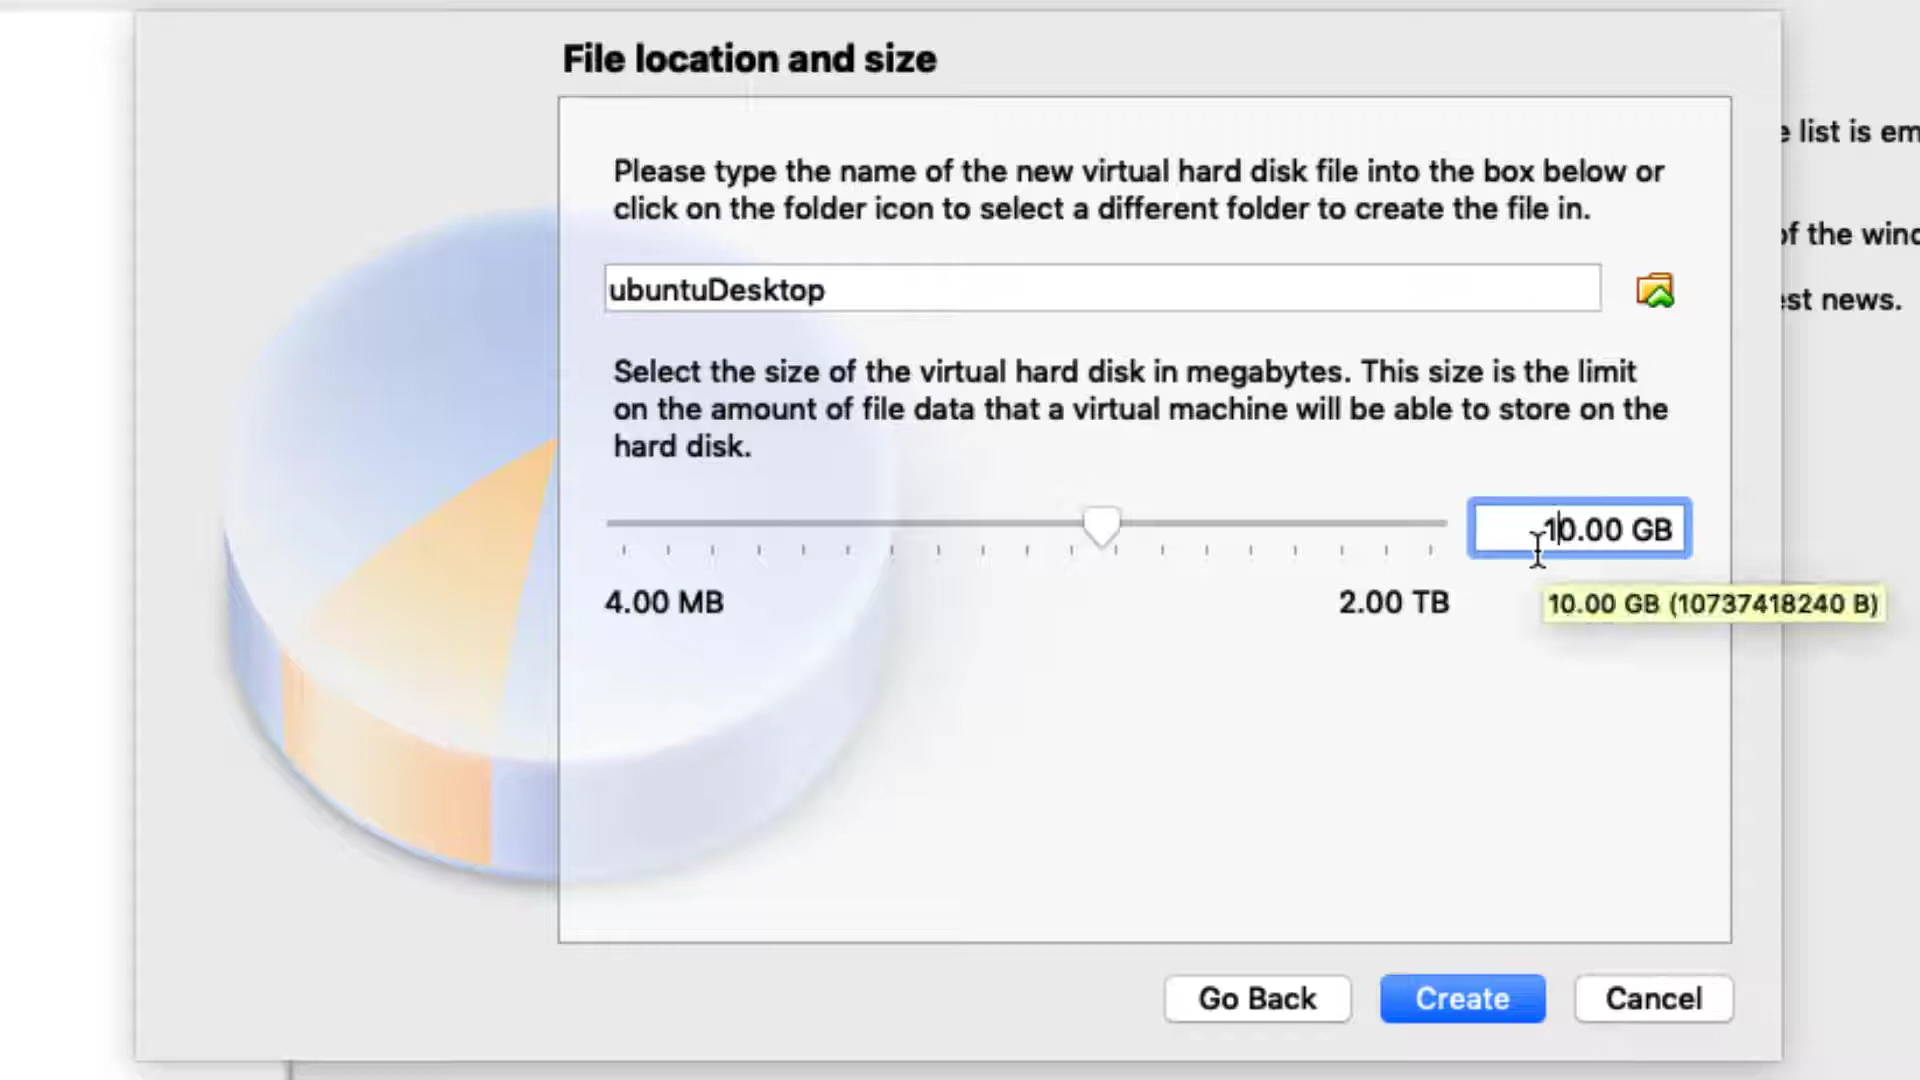 File location and size
Please type the name of the new virtual hard disk file into the box below or
click on the folder icon to select a different folder to create the file in.
ubuntuDesktop
Select the size of the virtual hard disk in megabytes. This size is the limit
on the amount of file data that a virtual machine will be able to store on the
hard disk.
10.00 GB
4.00 MB
2.00 TB
10.00 GB (10737418240 B)
list is
of the
news.
Go Back
Create
Cancel